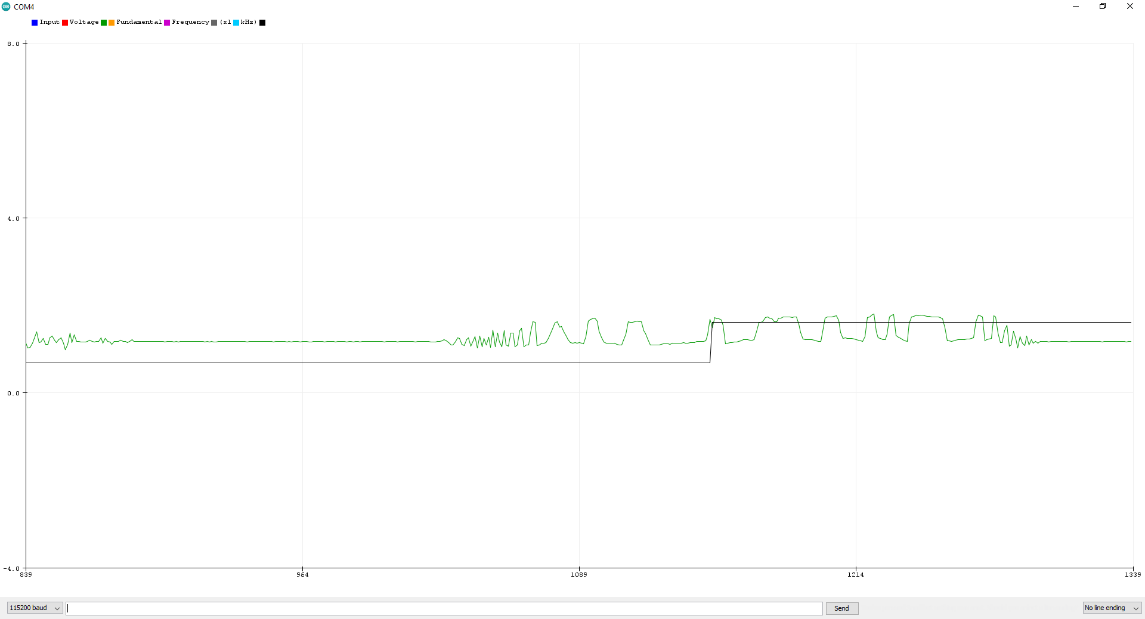 COM4
Input Voltage Fundamental Frequency (x1 kHz)
8.0
4.0
0.0
-4.0
839 964 1089 1214 1339
115200 baud Send No line ending